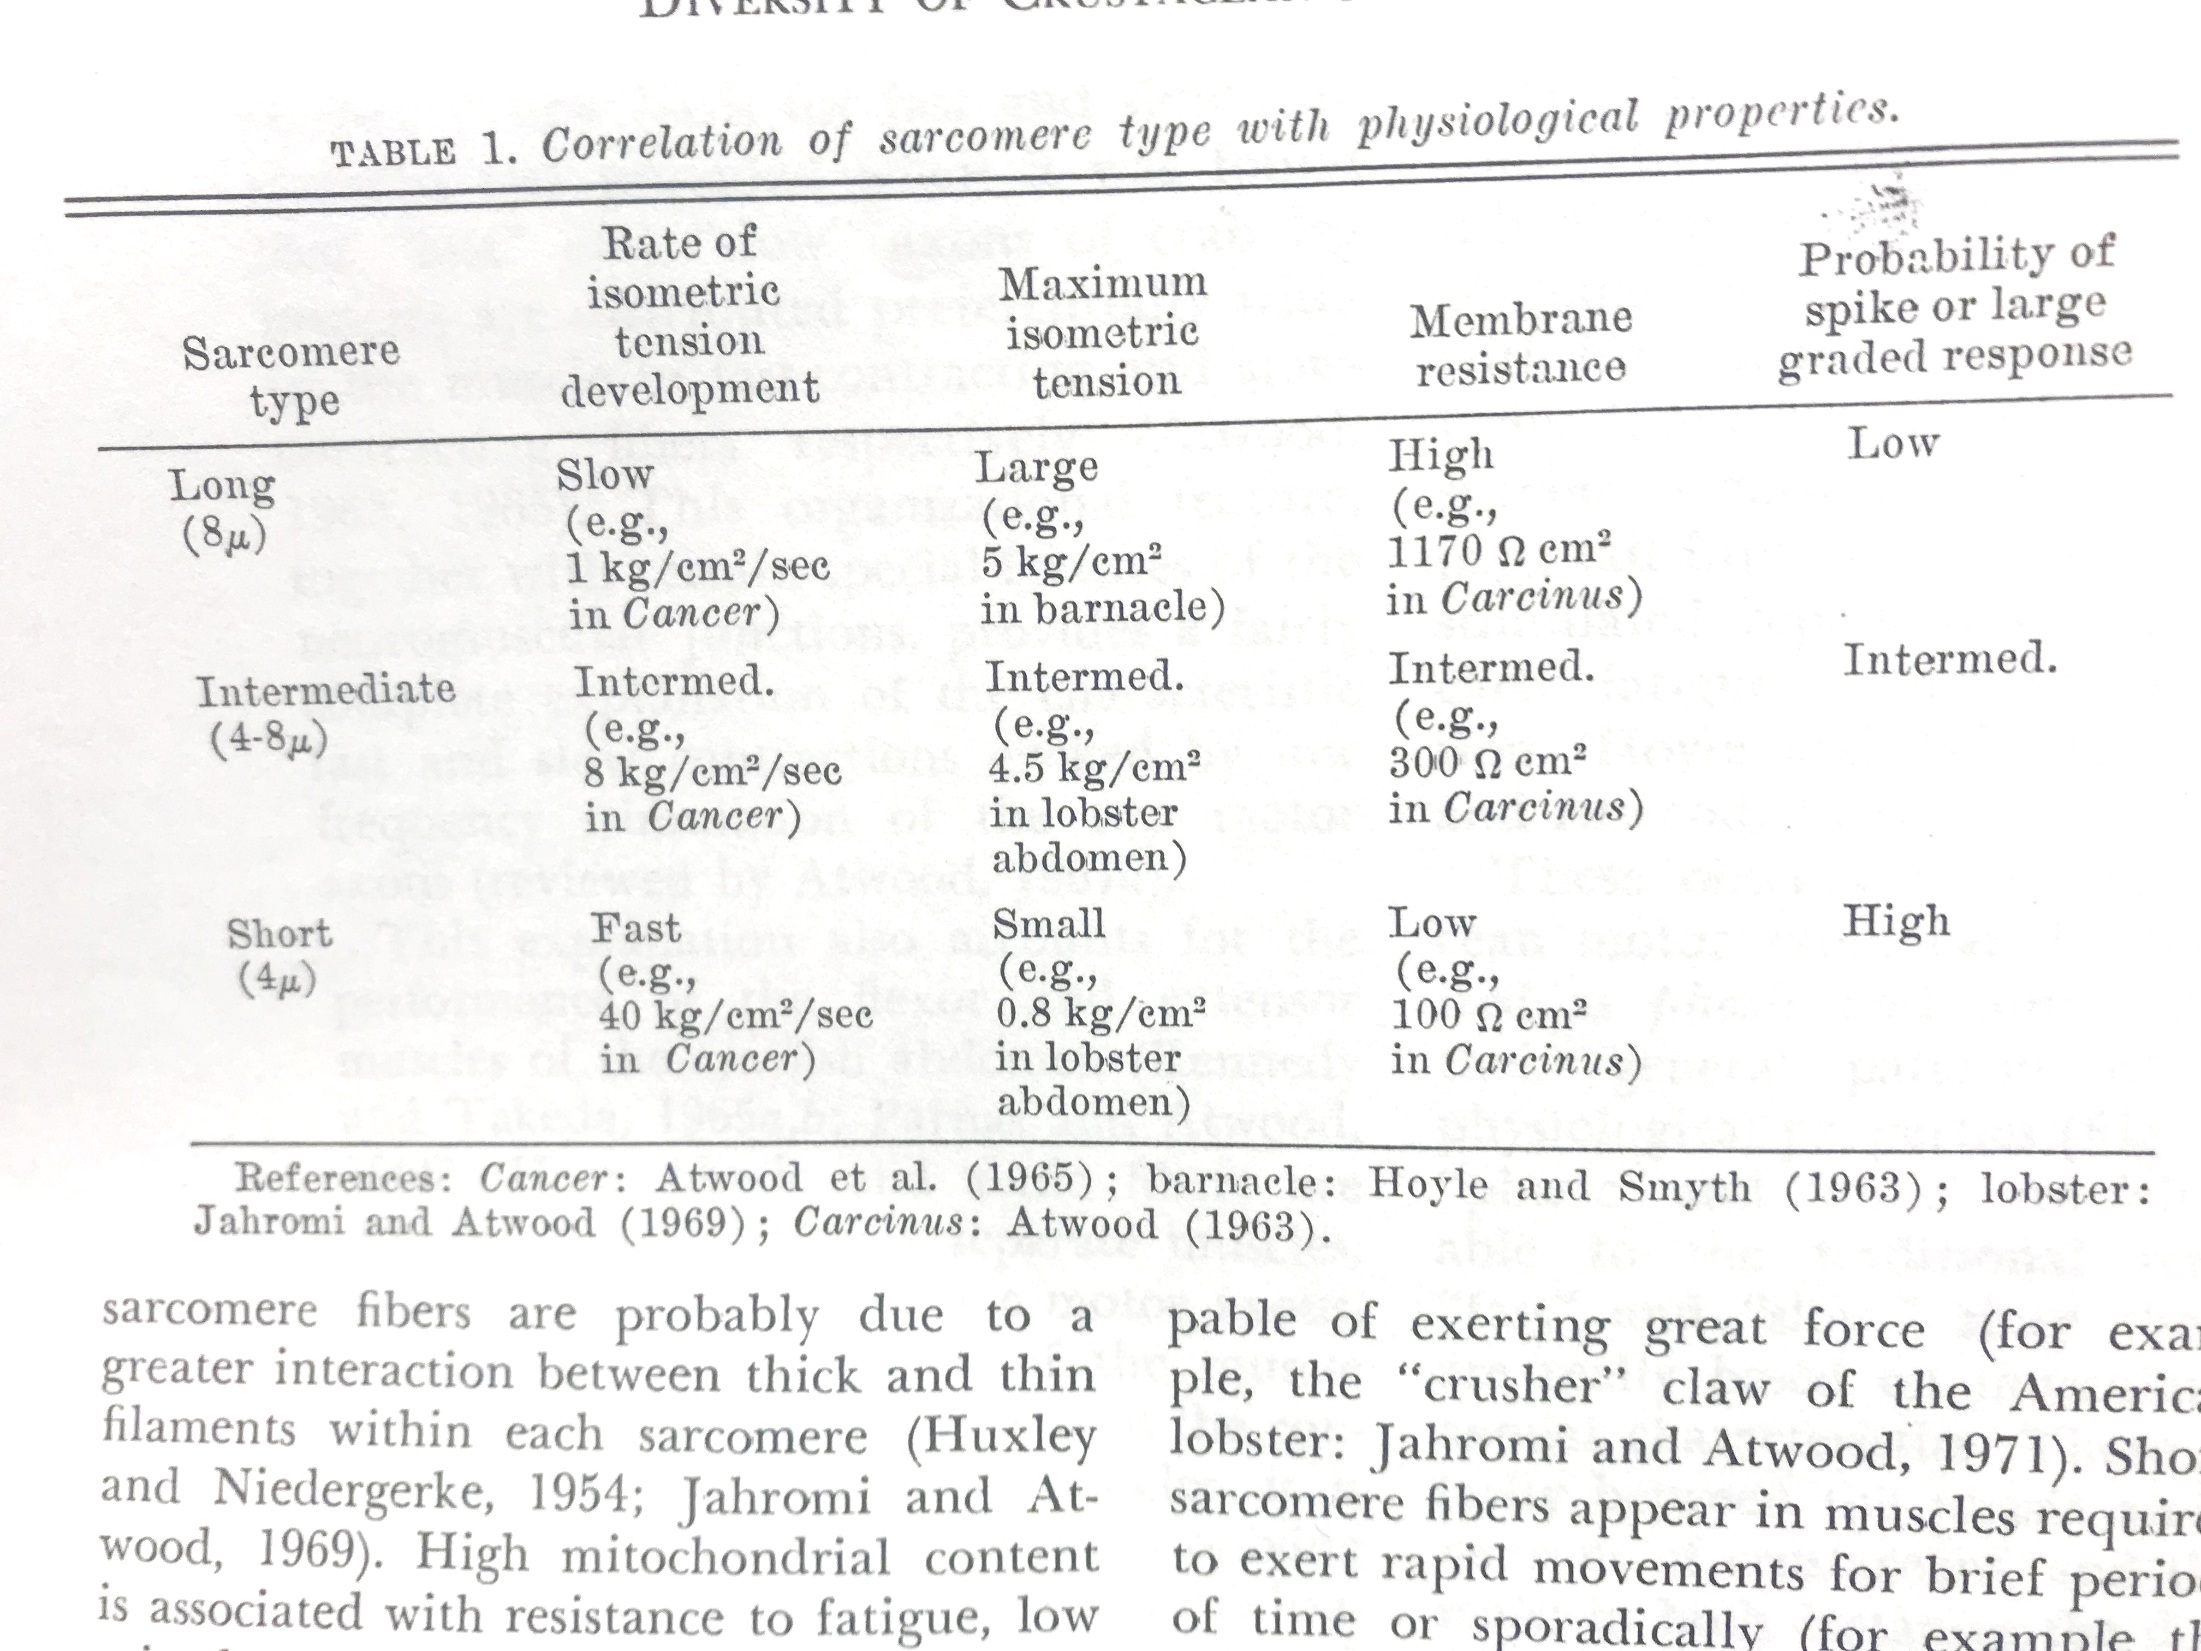 DIVERSITY OF
TABLE 1. Correlation of sarcomere type with physiological properties.
Sarcomere
type
Rate of
isometric
tension
development
Maximum
isometric
tension
Membrane
resistance
Probability of
spike or large
graded response
Long
(8μ)
Slow
(e.g.,
1 kg/cm²/sec
in Cancer)
Large
(e.g.,
5 kg/cm²
in barnacle)
High
(e.g.,
1170 Ω cm²
in Carcinus)
Low
Intermediate
(4-8μ)
Intermed.
(e.g.,
8 kg/cm²/sec
in Cancer)
Intermed.
(e.g.,
4.5 kg/cm²
in lobster
abdomen)
Intermed.
(e.g.,
300 Ω cm²
in Carcinus)
Intermed.
Short
(4μ)
Fast
(e.g.,
40 kg/cm²/sec
in Cancer)
Small
(e.g.,
0.8 kg/cm²
in lobster
abdomen)
Low
(e.g.,
100 Ω cm²
in Carcinus)
High
References: Cancer: Atwood et al. (1965); barnacle: Hoyle and Smyth (1963); lobster:
Jahromi and Atwood (1969); Carcinus: Atwood (1963).
sarcomere fibers are probably due to a
greater interaction between thick and thin
filaments within each sarcomere (Huxley
and Niedergerke, 1954; Jahromi and At-
wood, 1969). High mitochondrial content
is associated with resistance to fatigue, low
pable of exerting great force (for exa
ple, the "crusher" claw of the Americ
lobster: Jahromi and Atwood, 1971). Sho
sarcomere fibers appear in muscles requir
to exert rapid movements for brief perio
of time or sporadically (for example th